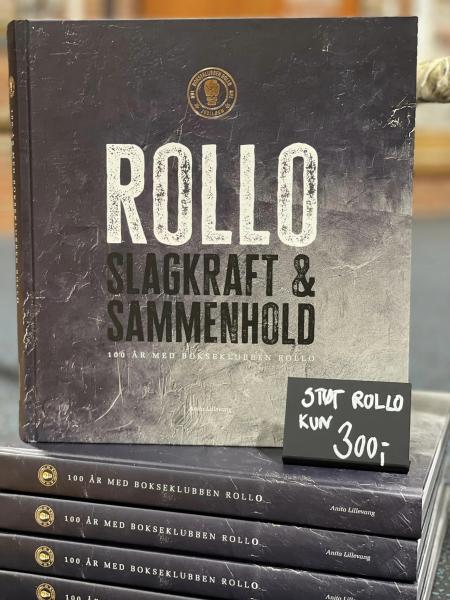 BOKSEKLUBBEN ROLLO
ROLLO
SLAGKRAFT &
SAMMENHOLD
100 ÅR MED BOKSEKLUBBEN ROLLO
Anita Lillevang
STØT ROLLO
KUN 300,-
100 ÅR MED BOKSEKLUBBEN ROLLO
Anita Lillevang
100 ÅR MED BOKSEKLUBBEN ROLLO
Anita Lillevang
100 ÅR MED BOKSEKLUBBEN ROLLO
Anita Lillevang
100 ÅR MED BOKSEKLUBBEN ROLLO